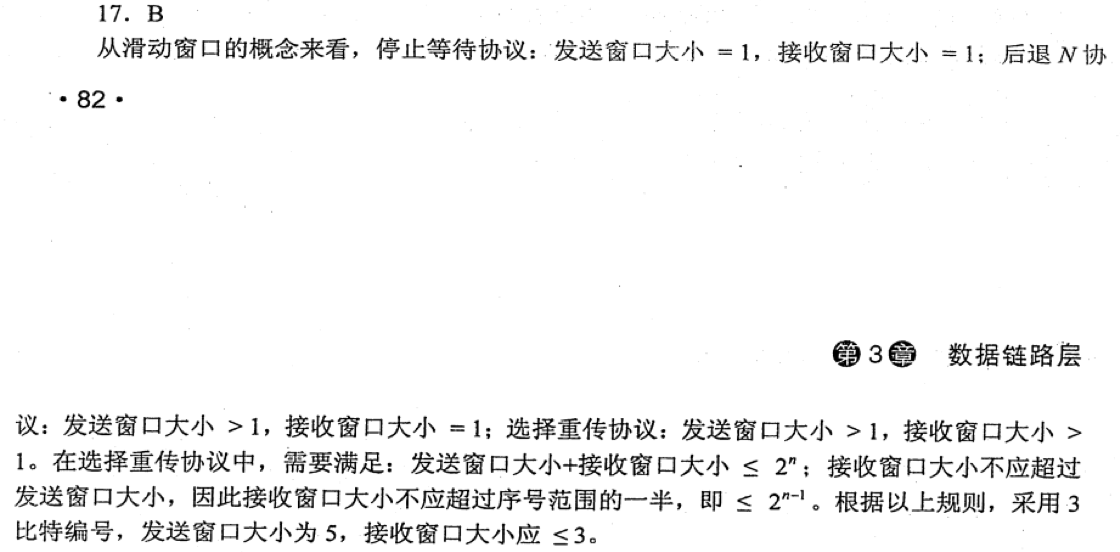 17. B
从滑动窗口的概念来看，停止等待协议：发送窗口大小 = 1，接收窗口大小 = 1；后退 N 协
· 82 ·
第 3 章 数据链路层
议：发送窗口大小 > 1，接收窗口大小 = 1；选择重传协议：发送窗口大小 > 1，接收窗口大小 >
1。在选择重传协议中，需要满足：发送窗口大小+接收窗口大小 ≤ 2ⁿ；接收窗口大小不应超过
发送窗口大小，因此接收窗口大小不应超过序号范围的一半，即 ≤ 2ⁿ⁻¹。根据以上规则，采用 3
比特编号，发送窗口大小为 5，接收窗口大小应 ≤3。